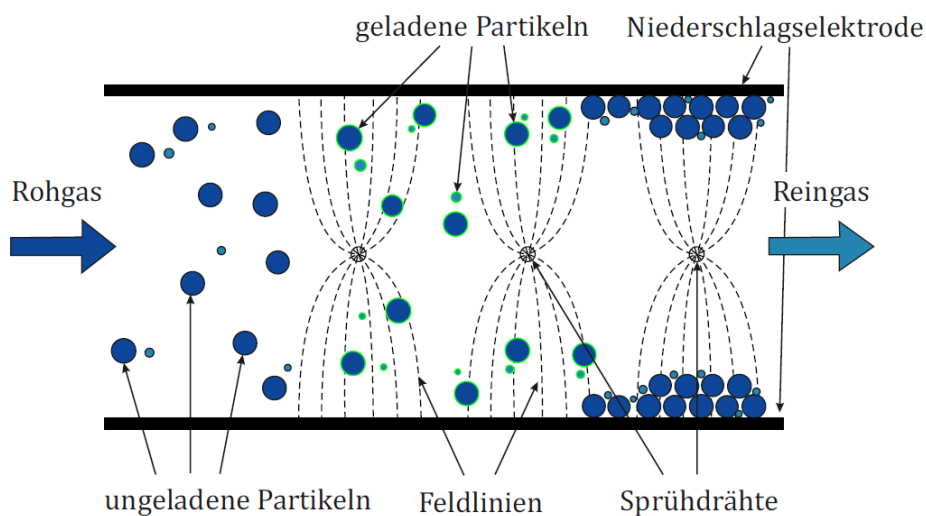 geladene Partikeln
Niederschlagselektrode
Rohgas
Reingas
ungeladene Partikeln
Feldlinien
Sprühdrähte